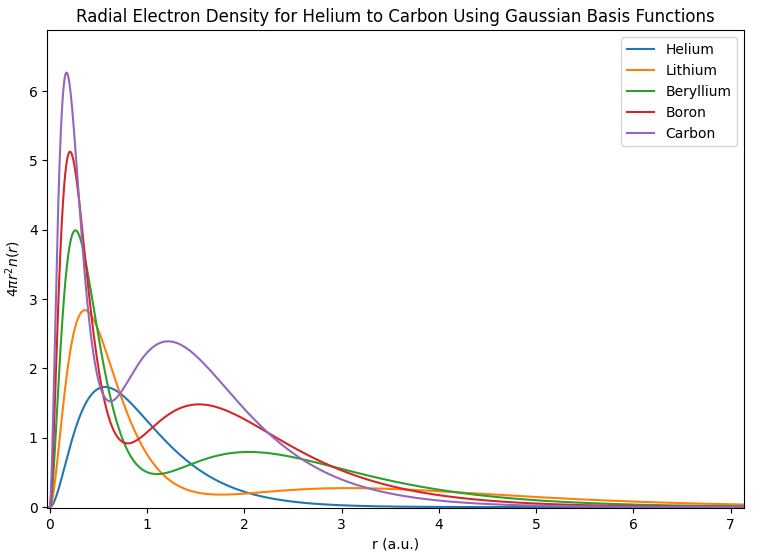 Radial Electron Density for Helium to Carbon Using Gaussian Basis Functions
Helium
Lithium
Beryllium
Boron
Carbon
6
5
4
3
2
1
0
4πr²n(r)
0 1 2 3 4 5 6 7
r (a.u.)